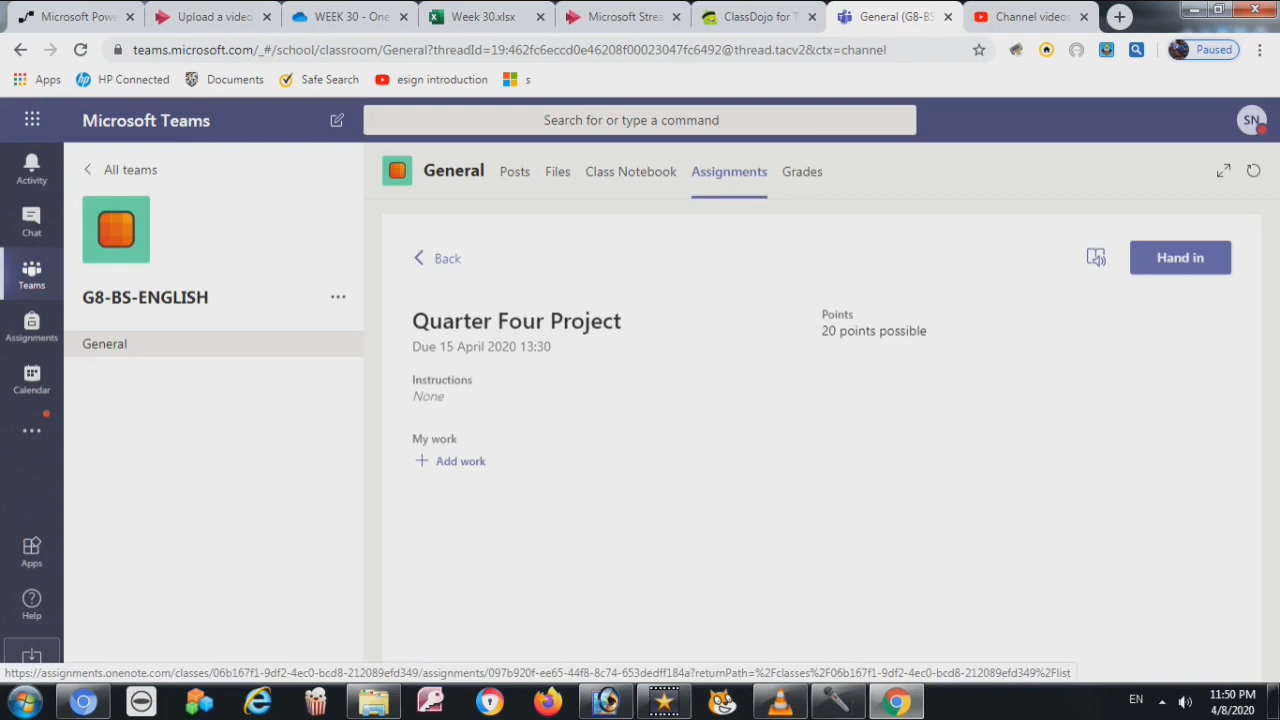 Microsoft Powe
Upload a video
WEEK 30 - One
Week 30.xlsx
Microsoft Strea
ClassDojo for T
General (G8-BS
Channel videos
teams.microsoft.com/_#/school/classroom/General?threadId=19:462fc6eccd0e46208f00023047fc6492@thread.tacv2&ctx=channel
Paused
Apps
HP Connected
Documents
Safe Search
esign introduction
s
Microsoft Teams
Search for or type a command
SN
Activity
Chat
Teams
Assignments
Calendar
Apps
Help
All teams
G8-BS-ENGLISH
General
General
Posts
Files
Class Notebook
Assignments
Grades
Back
Hand in
Quarter Four Project
Due 15 April 2020 13:30
Points
20 points possible
Instructions
None
My work
Add work
https://assignments.onenote.com/classes/06b167f1-9df2-4ec0-bcd8-212089efd349/assignments/097b920f-ee65-44f8-8c74-653dedff184a?returnPath=%2Fclasses%2F06b167f1-9df2-4ec0-bcd8-212089efd349%2Flist
EN
11:50 PM
4/8/2020